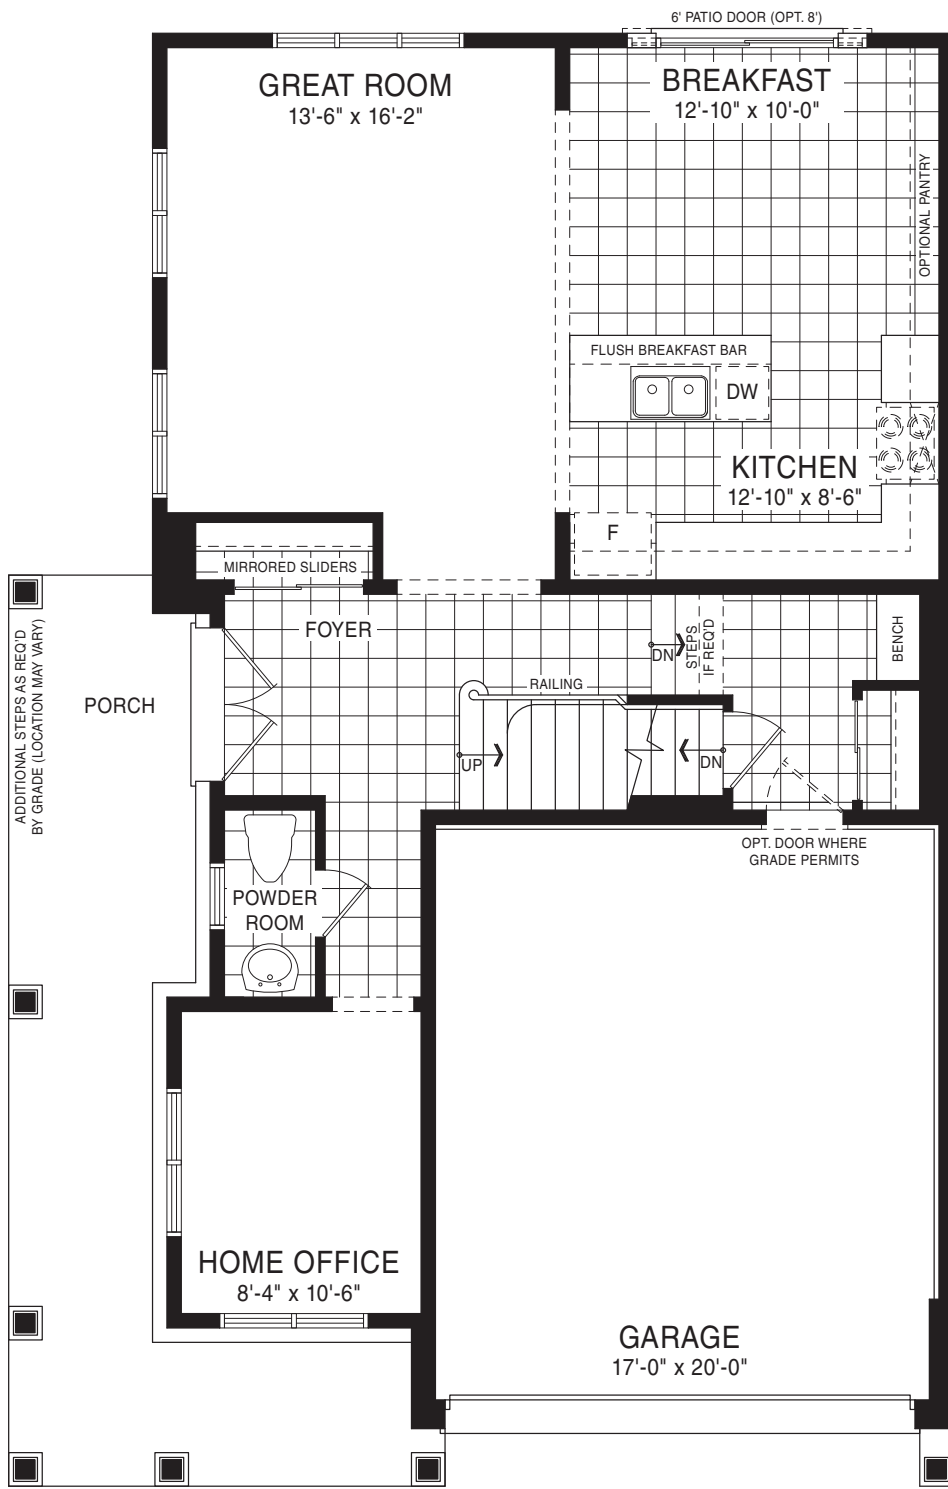 6' PATIO DOOR (OPT. 8')
GREAT ROOM
13'-6" x 16'-2"
BREAKFAST
12'-10" x 10'-0"
OPTIONAL PANTRY
FLUSH BREAKFAST BAR
DW
KITCHEN
12'-10" x 8'-6"
F
MIRRORED SLIDERS
FOYER
ADDITIONAL STEPS AS REQ'D
BY GRADE (LOCATION MAY VARY)
PORCH
DN
STEPS
IF REQ'D
BENCH
RAILING
UP
DN
OPT. DOOR WHERE
GRADE PERMITS
POWDER
ROOM
HOME OFFICE
8'-4" x 10'-6"
GARAGE
17'-0" x 20'-0"